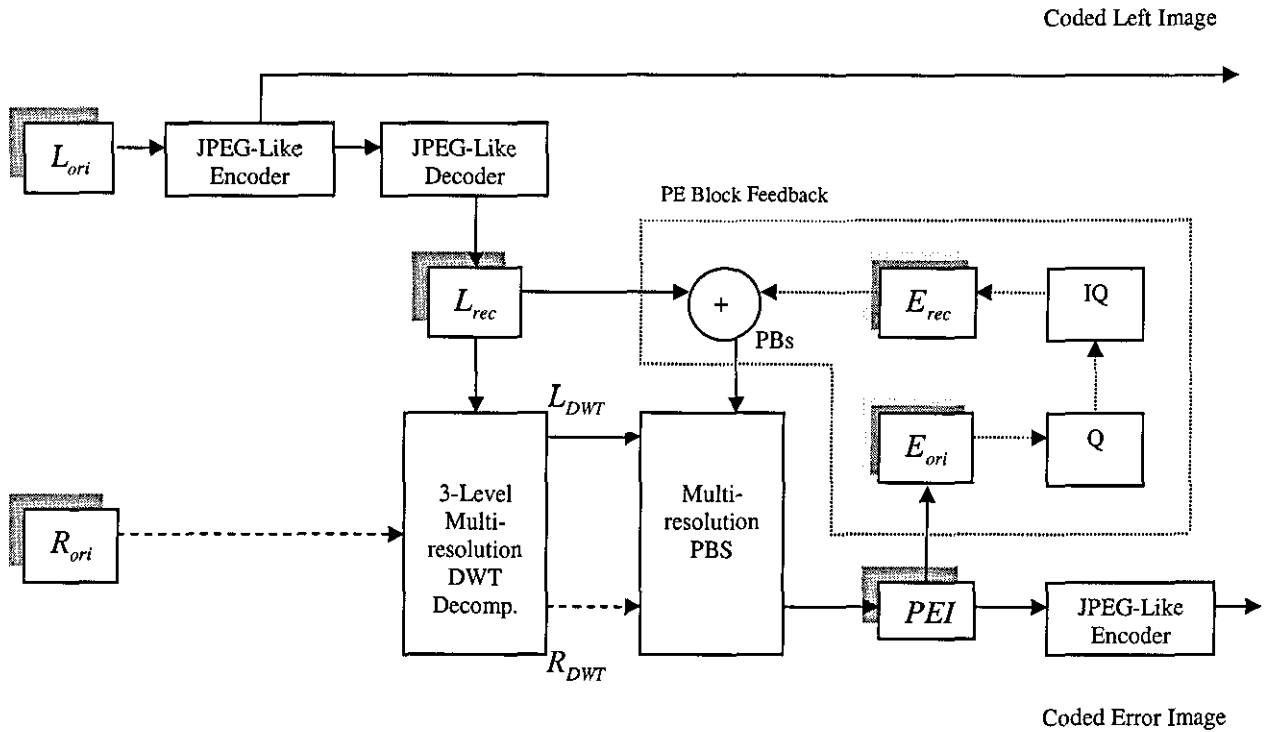 Coded Left Image
L_ori
JPEG-Like
Encoder
JPEG-Like
Decoder
PE Block Feedback
L_rec
+
PBs
E_rec
IQ
L_DWT
E_ori
Q
R_ori
3-Level
Multi-
resolution
DWT
Decomp.
Multi-
resolution
PBS
R_DWT
PEI
JPEG-Like
Encoder
Coded Error Image